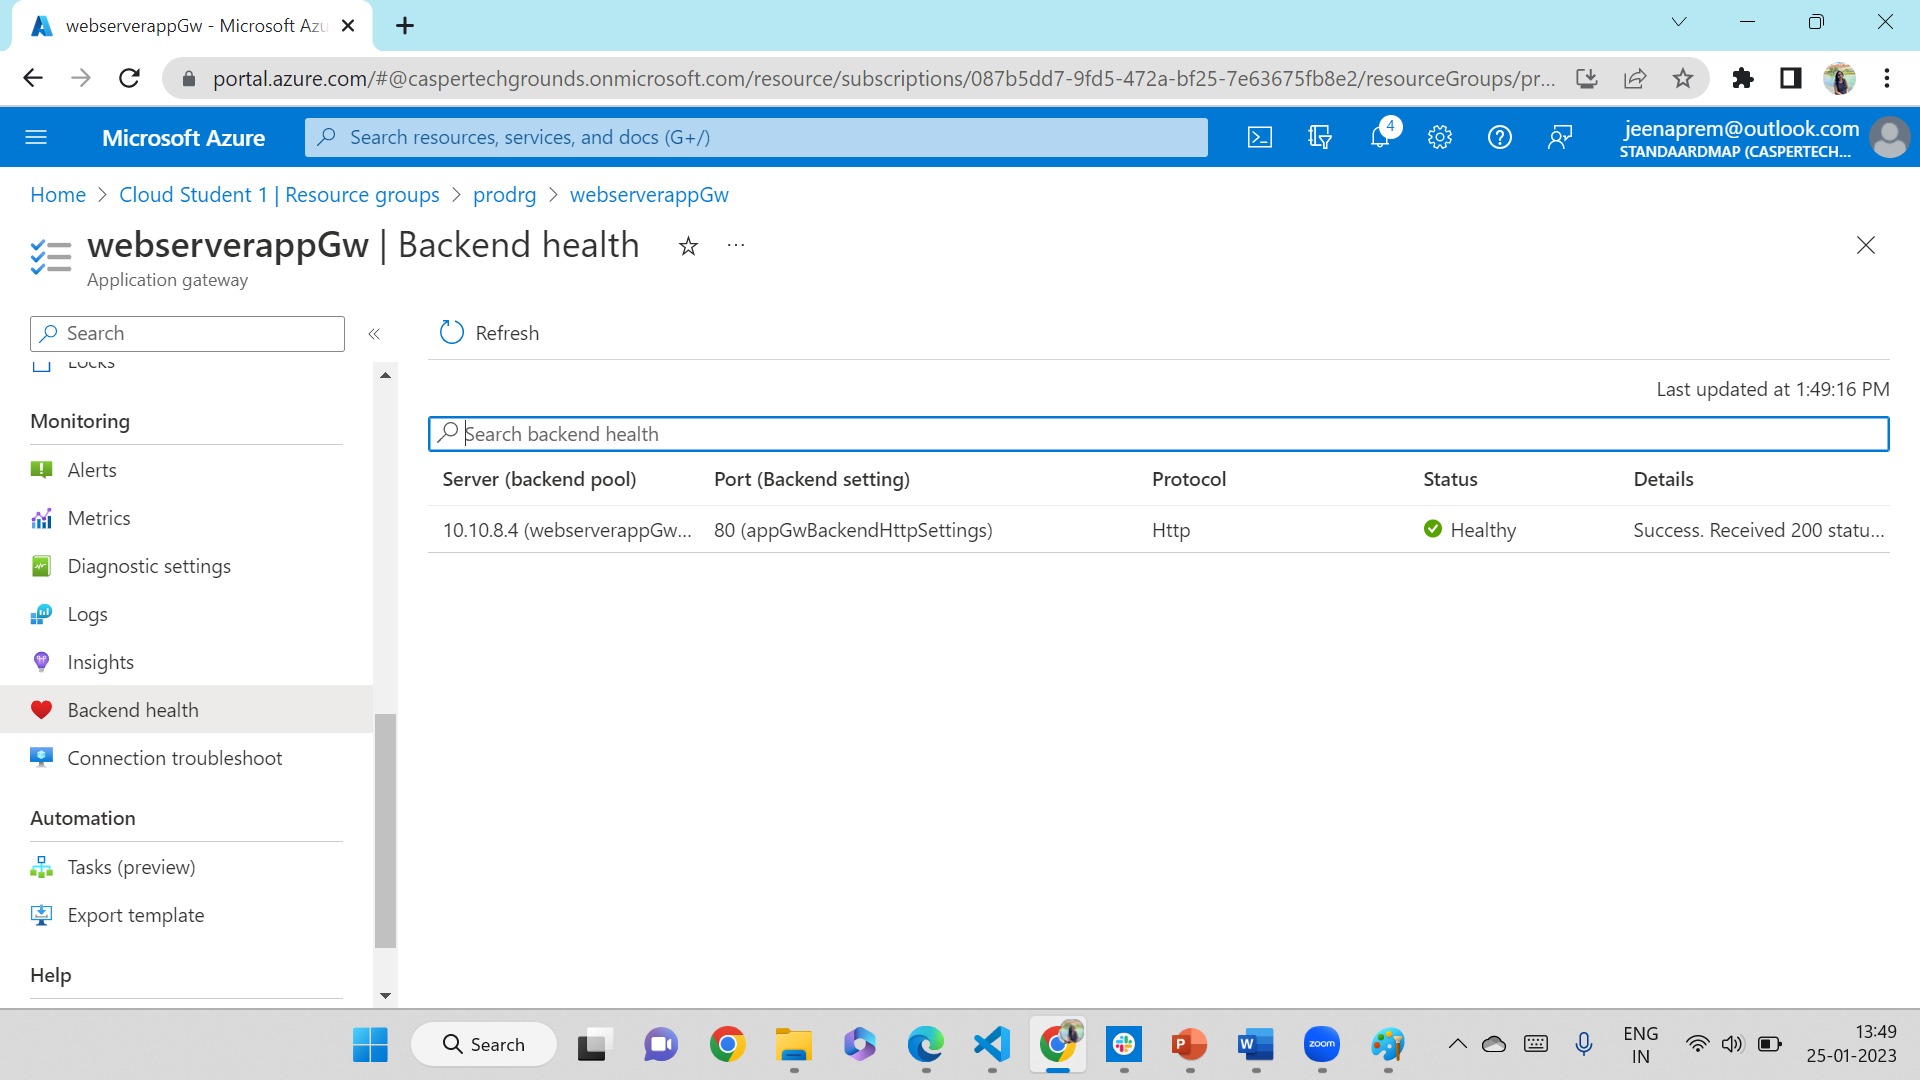 webserverappGw - Microsoft Azu
portal.azure.com/#@caspertechgrounds.onmicrosoft.com/resource/subscriptions/087b5dd7-9fd5-472a-bf25-7e63675fb8e2/resourceGroups/pr...
Microsoft Azure
Search resources, services, and docs (G+/)
4
jeenaprem@outlook.com
STANDAARDMAP (CASPERTECH...
Home > Cloud Student 1 | Resource groups > prodrg > webserverappGw
webserverappGw | Backend health
Application gateway
Search
Refresh
Locks
Last updated at 1:49:16 PM
Monitoring
Search backend health
Alerts
Server (backend pool) Port (Backend setting) Protocol Status Details
Metrics
10.10.8.4 (webserverappGw... 80 (appGwBackendHttpSettings) Http Healthy Success. Received 200 statu...
Diagnostic settings
Logs
Insights
Backend health
Connection troubleshoot
Automation
Tasks (preview)
Export template
Help
Search
zoom
ENG
IN
13:49
25-01-2023